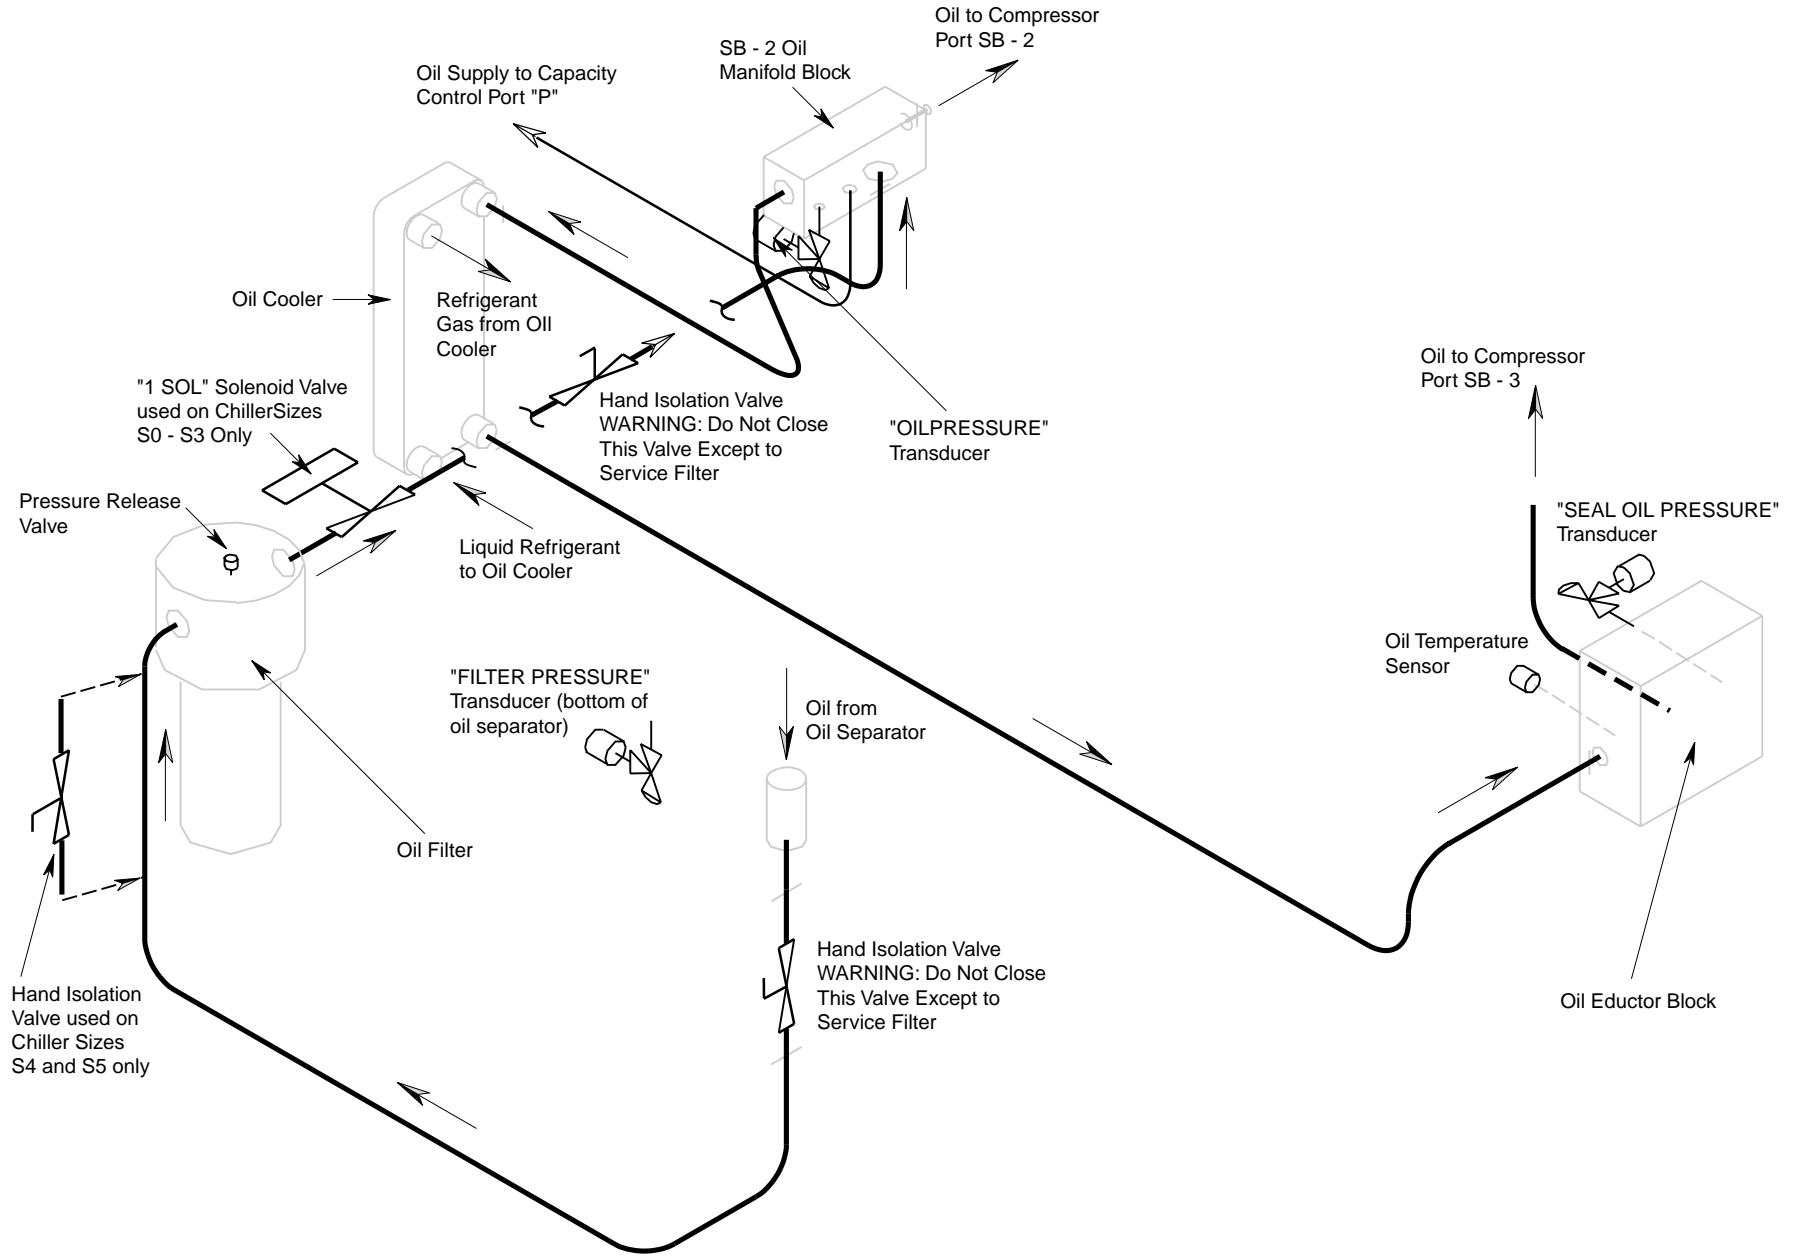 Oil to Compressor
Port SB - 2
SB - 2 Oil
Manifold Block
Oil Supply to Capacity
Control Port "P"
Oil Cooler
Refrigerant
Gas from OIl
Cooler
"1 SOL" Solenoid Valve
used on ChillerSizes
S0 - S3 Only
Hand Isolation Valve
WARNING: Do Not Close
This Valve Except to
Service Filter
"OILPRESSURE"
Transducer
Oil to Compressor
Port SB - 3
Pressure Release
Valve
Liquid Refrigerant
to Oil Cooler
"SEAL OIL PRESSURE"
Transducer
Oil Temperature
Sensor
"FILTER PRESSURE"
Transducer (bottom of
oil separator)
Oil from
Oil Separator
Oil Filter
Hand Isolation Valve
WARNING: Do Not Close
This Valve Except to
Service Filter
Hand Isolation
Valve used on
Chiller Sizes
S4 and S5 only
Oil Eductor Block